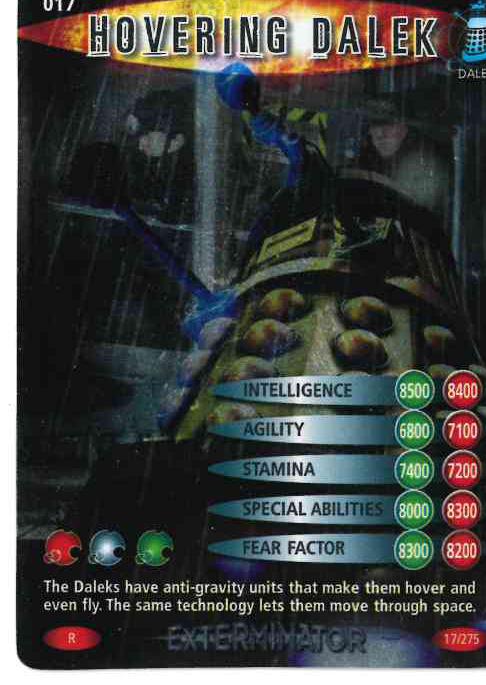 017
HOVERING DALEK
DALE
INTELLIGENCE 8500 8400
AGILITY 6800 7100
STAMINA 7400 7200
SPECIAL ABILITIES 8000 8300
FEAR FACTOR 8300 8200
The Daleks have anti-gravity units that make them hover and
even fly. The same technology lets them move through space.
R EXTERMINATOR 17/275